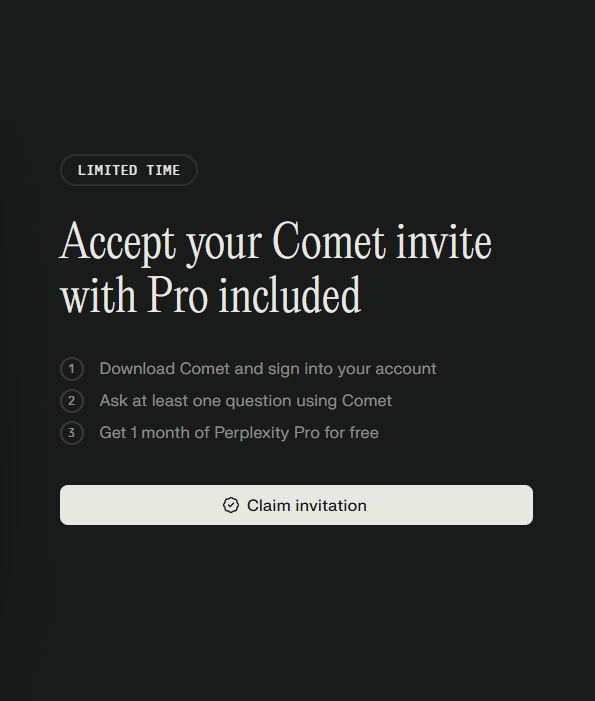 LIMITED TIME
Accept your Comet invite
with Pro included
1 Download Comet and sign into your account
2 Ask at least one question using Comet
3 Get 1 month of Perplexity Pro for free
Claim invitation